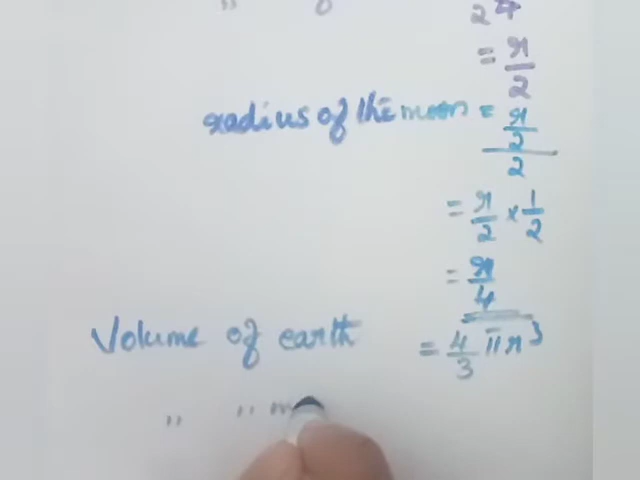 = r/2
radius of the moon = r/2/2
= r/2 × 1/2
= r/4
Volume of earth = 4/3 πr³
" " m